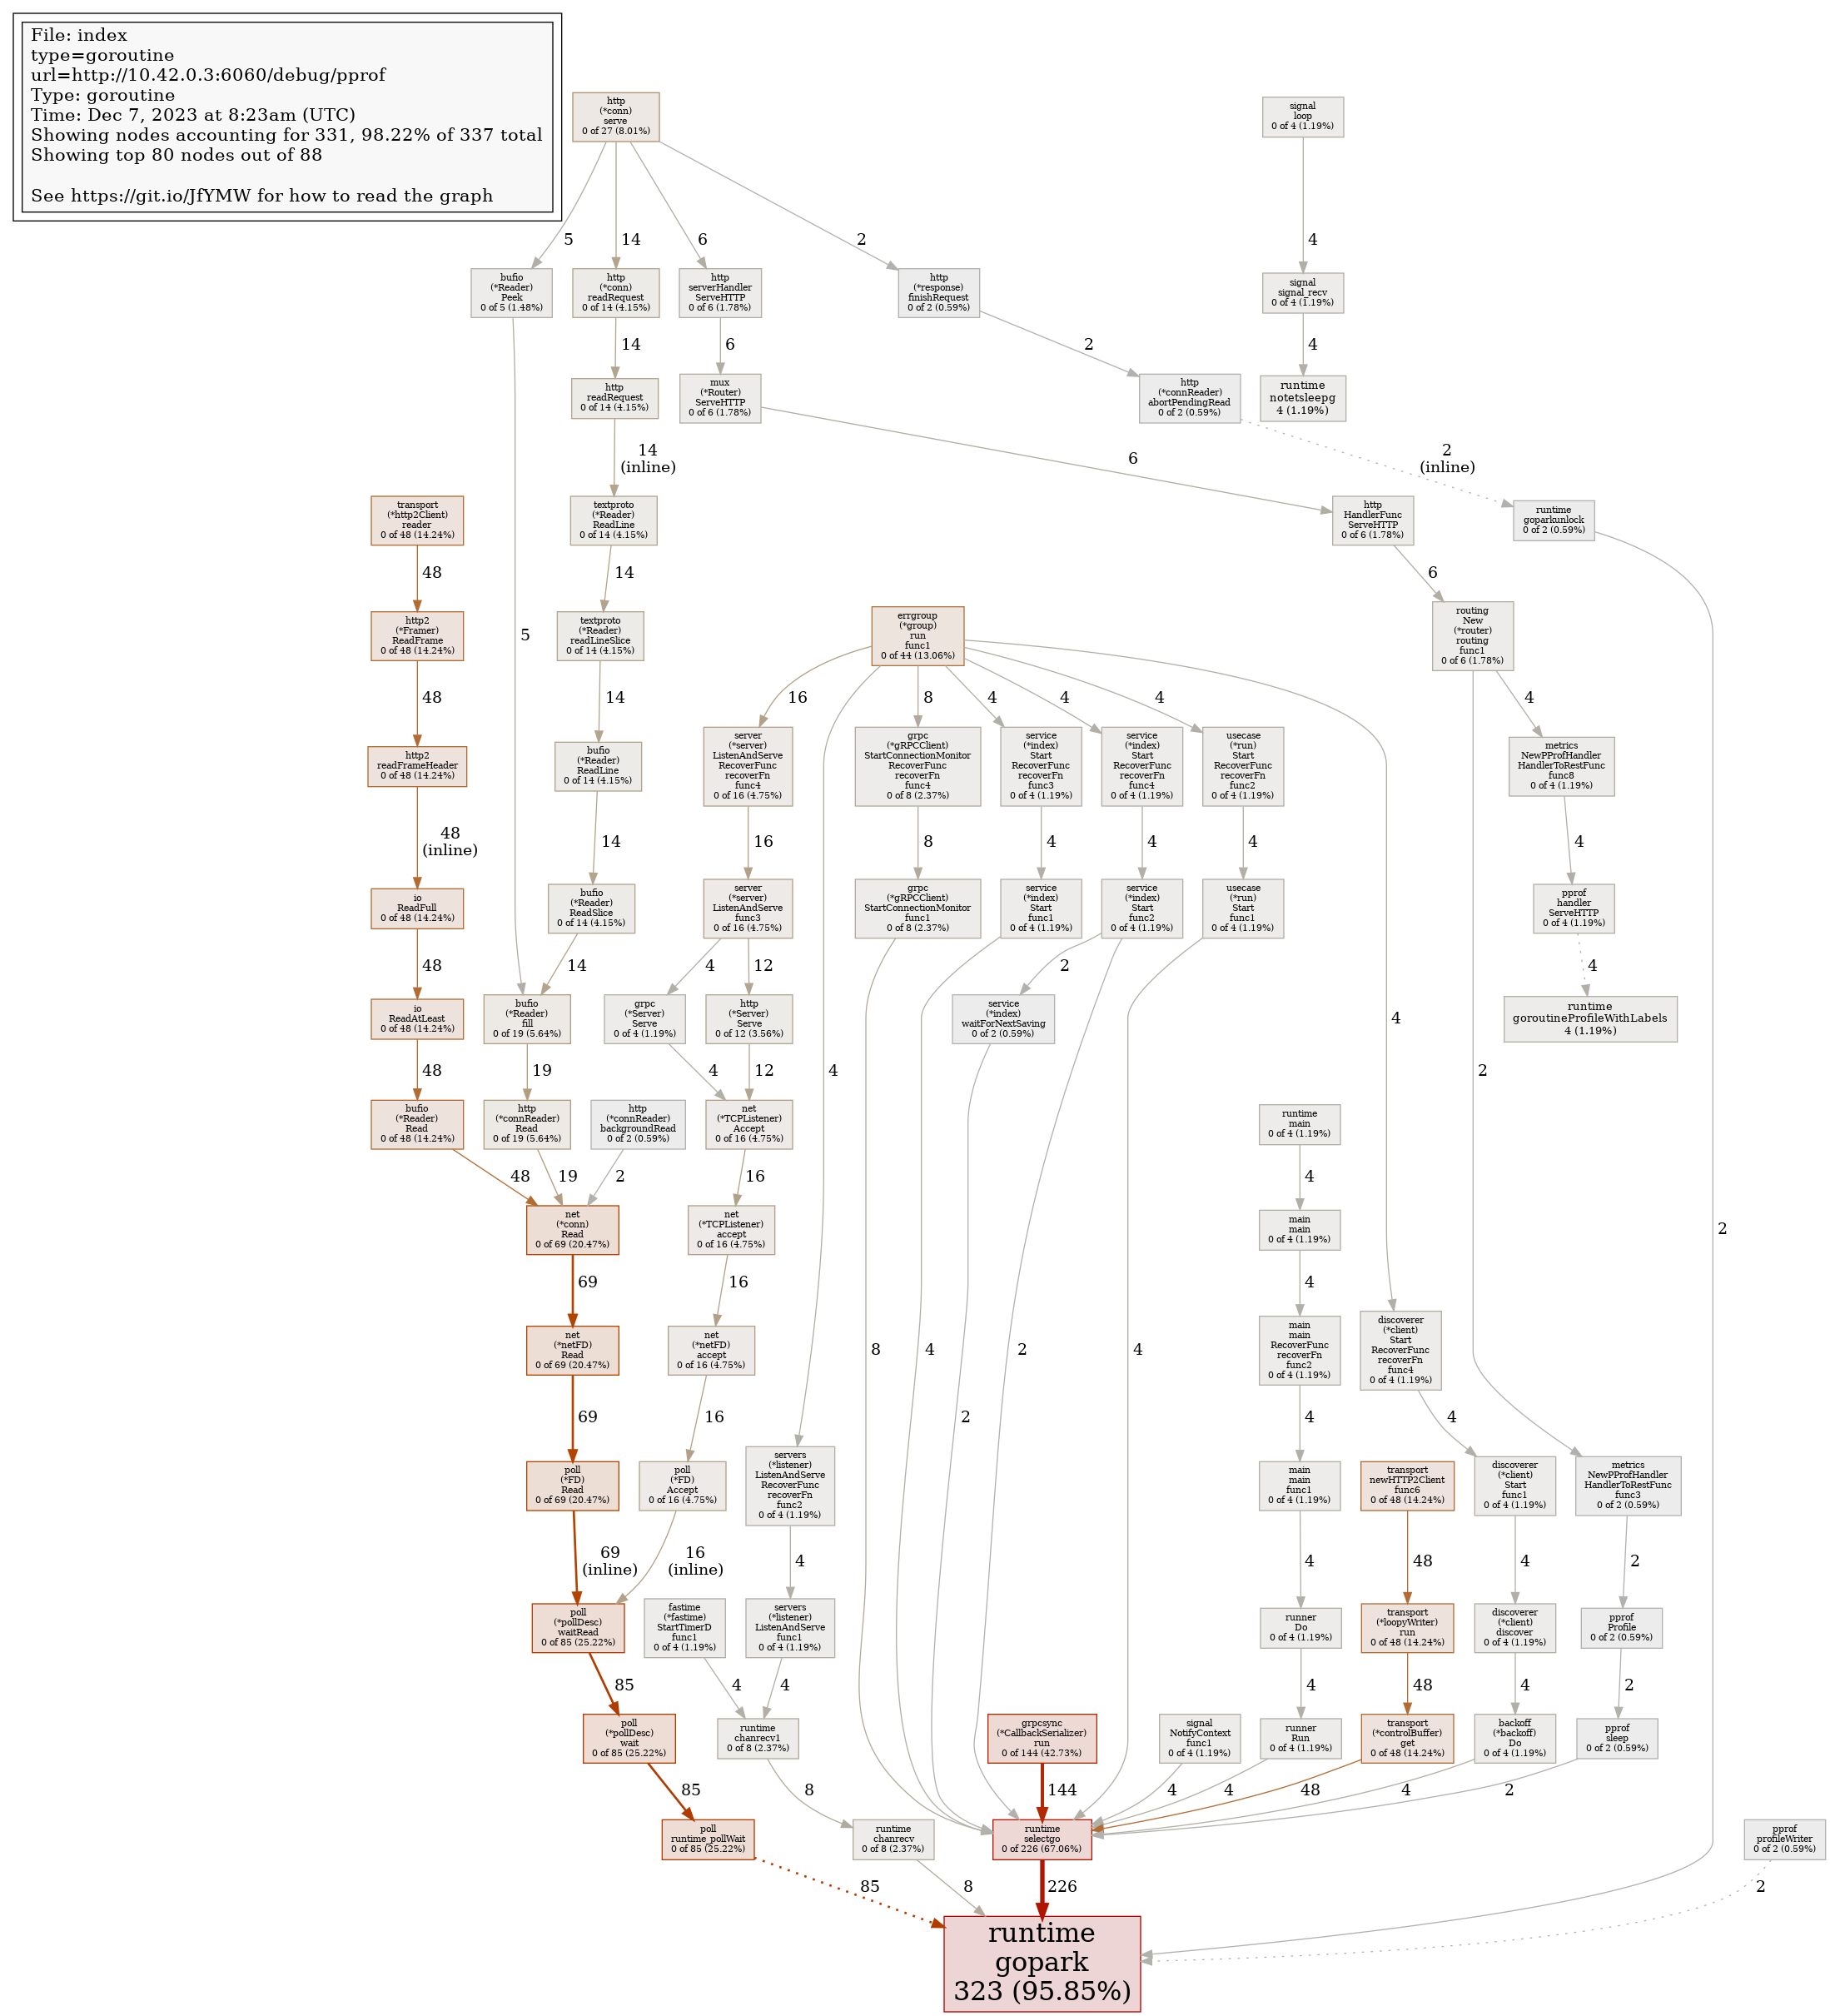 File: index
type=goroutine
url=http://10.42.0.3:6060/debug/pprof
Type: goroutine
Time: Dec 7, 2023 at 8:23am (UTC)
Showing nodes accounting for 331, 98.22% of 337 total
Showing top 80 nodes out of 88
See https://git.io/JfYMW for how to read the graph
http
(*conn)
serve
0 of 27 (8.01%)
signal
loop
0 of 4 (1.19%)
5
14
6
2
4
bufio
(*Reader)
Peek
0 of 5 (1.48%)
http
(*conn)
readRequest
0 of 14 (4.15%)
http
serverHandler
ServeHTTP
0 of 6 (1.78%)
http
(*response)
finishRequest
0 of 2 (0.59%)
signal
signal_recv
0 of 4 (1.19%)
14
6
2
4
http
readRequest
0 of 14 (4.15%)
mux
(*Router)
ServeHTTP
0 of 6 (1.78%)
http
(*connReader)
abortPendingRead
0 of 2 (0.59%)
runtime
notetsleepg
4 (1.19%)
14
(inline)
6
2
(inline)
transport
(*http2Client)
reader
0 of 48 (14.24%)
textproto
(*Reader)
ReadLine
0 of 14 (4.15%)
http
HandlerFunc
ServeHTTP
0 of 6 (1.78%)
runtime
goparkunlock
0 of 2 (0.59%)
48
14
6
http2
(*Framer)
ReadFrame
0 of 48 (14.24%)
5
textproto
(*Reader)
readLineSlice
0 of 14 (4.15%)
errgroup
(*group)
run
func1
0 of 44 (13.06%)
routing
New
(*router)
routing
func1
0 of 6 (1.78%)
48
14
16
8
4
4
4
4
http2
readFrameHeader
0 of 48 (14.24%)
bufio
(*Reader)
ReadLine
0 of 14 (4.15%)
server
(*server)
ListenAndServe
RecoverFunc
recoverFn
func4
0 of 16 (4.75%)
grpc
(*gRPCClient)
StartConnectionMonitor
RecoverFunc
recoverFn
func4
0 of 8 (2.37%)
service
(*index)
Start
RecoverFunc
recoverFn
func3
0 of 4 (1.19%)
service
(*index)
Start
RecoverFunc
recoverFn
func4
0 of 4 (1.19%)
usecase
(*run)
Start
RecoverFunc
recoverFn
func2
0 of 4 (1.19%)
metrics
NewPProfHandler
HandlerToRestFunc
func8
0 of 4 (1.19%)
48
(inline)
14
16
8
4
4
4
4
io
ReadFull
0 of 48 (14.24%)
bufio
(*Reader)
ReadSlice
0 of 14 (4.15%)
server
(*server)
ListenAndServe
func3
0 of 16 (4.75%)
grpc
(*gRPCClient)
StartConnectionMonitor
func1
0 of 8 (2.37%)
service
(*index)
Start
func1
0 of 4 (1.19%)
service
(*index)
Start
func2
0 of 4 (1.19%)
usecase
(*run)
Start
func1
0 of 4 (1.19%)
pprof
handler
ServeHTTP
0 of 4 (1.19%)
48
14
4
12
2
4
io
ReadAtLeast
0 of 48 (14.24%)
bufio
(*Reader)
fill
0 of 19 (5.64%)
grpc
(*Server)
Serve
0 of 4 (1.19%)
http
(*Server)
Serve
0 of 12 (3.56%)
service
(*index)
waitForNextSaving
0 of 2 (0.59%)
4
runtime
goroutineProfileWithLabels
4 (1.19%)
48
19
4
12
4
2
bufio
(*Reader)
Read
0 of 48 (14.24%)
http
(*connReader)
Read
0 of 19 (5.64%)
http
(*connReader)
backgroundRead
0 of 2 (0.59%)
net
(*TCPListener)
Accept
0 of 16 (4.75%)
runtime
main
0 of 4 (1.19%)
48
19
2
16
4
net
(*conn)
Read
0 of 69 (20.47%)
net
(*TCPListener)
accept
0 of 16 (4.75%)
main
main
0 of 4 (1.19%)
2
69
16
4
net
(*netFD)
Read
0 of 69 (20.47%)
net
(*netFD)
accept
0 of 16 (4.75%)
8
4
2
4
main
main
RecoverFunc
recoverFn
func2
0 of 4 (1.19%)
discoverer
(*client)
Start
RecoverFunc
recoverFn
func4
0 of 4 (1.19%)
69
16
2
4
4
poll
(*FD)
Read
0 of 69 (20.47%)
poll
(*FD)
Accept
0 of 16 (4.75%)
servers
(*listener)
ListenAndServe
RecoverFunc
recoverFn
func2
0 of 4 (1.19%)
main
main
func1
0 of 4 (1.19%)
transport
newHTTP2Client
func6
0 of 48 (14.24%)
discoverer
(*client)
Start
func1
0 of 4 (1.19%)
metrics
NewPProfHandler
HandlerToRestFunc
func3
0 of 2 (0.59%)
69
(inline)
16
(inline)
4
4
48
4
2
poll
(*pollDesc)
waitRead
0 of 85 (25.22%)
fastime
(*fastime)
StartTimerD
func1
0 of 4 (1.19%)
servers
(*listener)
ListenAndServe
func1
0 of 4 (1.19%)
runner
Do
0 of 4 (1.19%)
transport
(*loopyWriter)
run
0 of 48 (14.24%)
discoverer
(*client)
discover
0 of 4 (1.19%)
pprof
Profile
0 of 2 (0.59%)
85
4
4
4
48
4
2
poll
(*pollDesc)
wait
0 of 85 (25.22%)
runtime
chanrecv1
0 of 8 (2.37%)
grpcsync
(*CallbackSerializer)
run
0 of 144 (42.73%)
signal
NotifyContext
func1
0 of 4 (1.19%)
runner
Run
0 of 4 (1.19%)
transport
(*controlBuffer)
get
0 of 48 (14.24%)
backoff
(*backoff)
Do
0 of 4 (1.19%)
pprof
sleep
0 of 2 (0.59%)
85
8
144
4
4
48
4
2
poll
runtime_pollWait
0 of 85 (25.22%)
runtime
chanrecv
0 of 8 (2.37%)
runtime
selectgo
0 of 226 (67.06%)
pprof
profileWriter
0 of 2 (0.59%)
85
8
226
2
runtime
gopark
323 (95.85%)